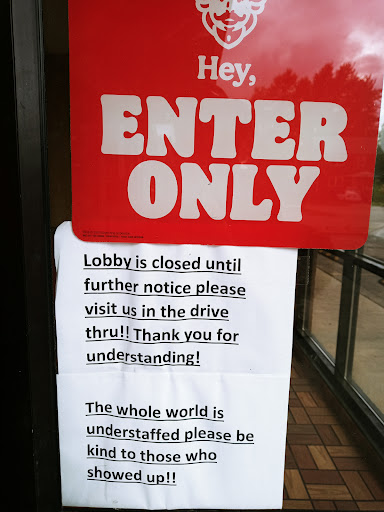 Hey,
ENTER
ONLY
Lobby is closed until
further notice please
visit us in the drive
thru!! Thank you for
understanding!
The whole world is
understaffed please be
kind to those who
showed up!!